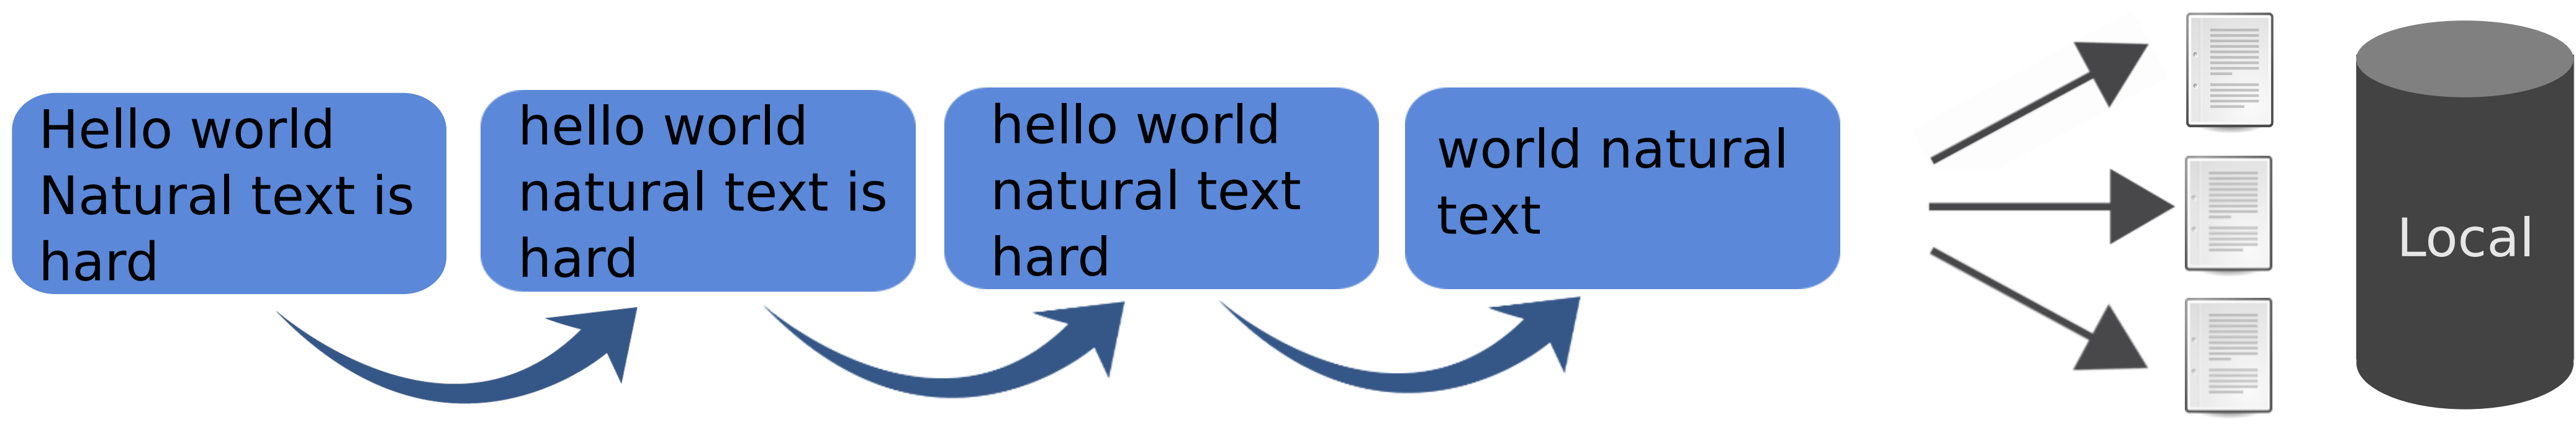 Hello world
Natural text is
hard
hello world
natural text is
hard
hello world
natural text
hard
world natural
text
Local